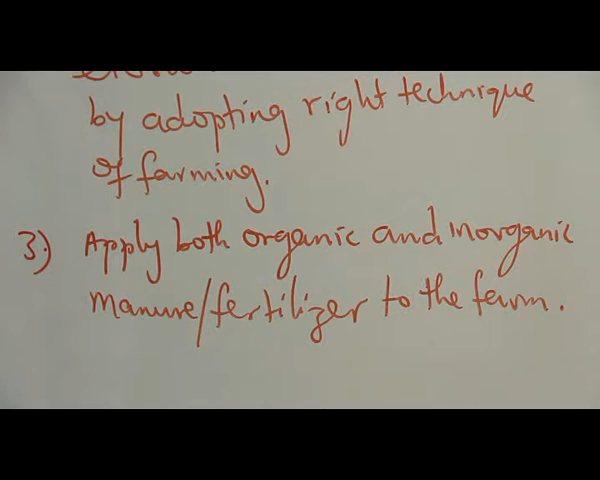 by adopting right technique
of farming.
3) Apply both organic and inorganic
manure/fertilizer to the farm.